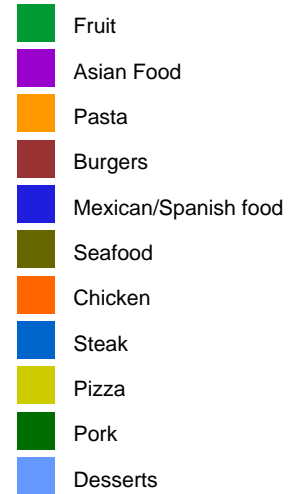 Fruit
Asian Food
Pasta
Burgers
Mexican/Spanish food
Seafood
Chicken
Steak
Pizza
Pork
Desserts